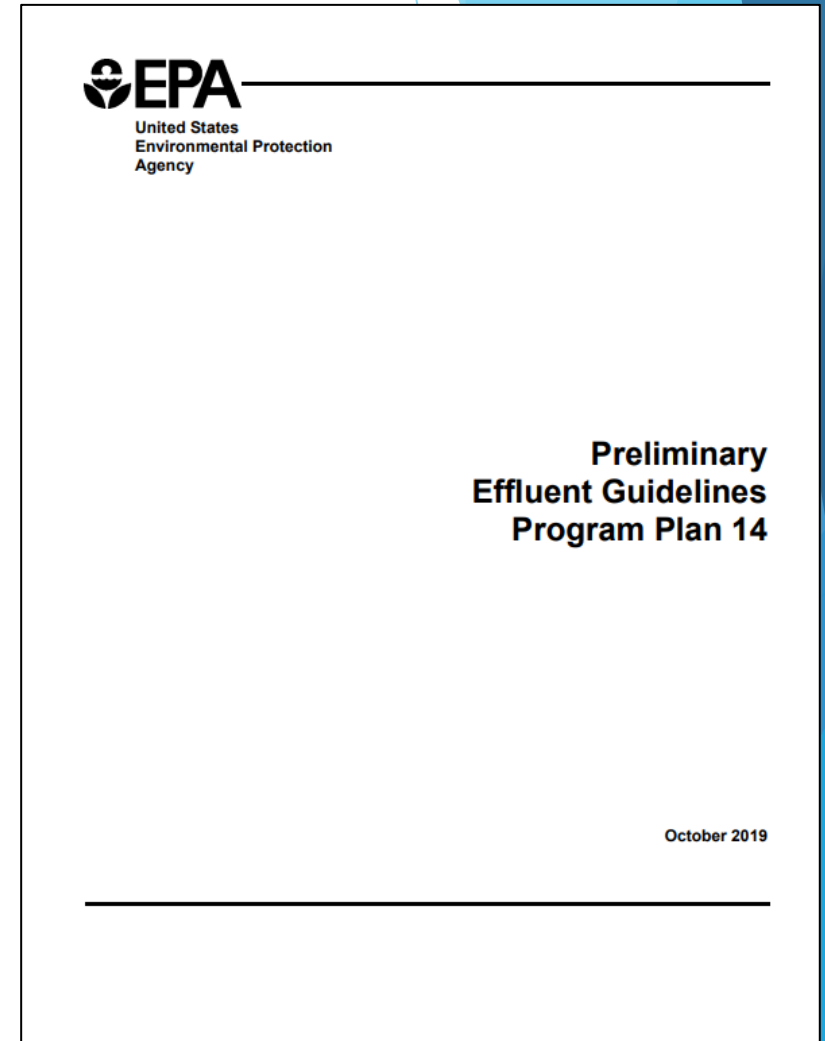 EPA
United States
Environmental Protection
Agency
Preliminary
Effluent Guidelines
Program Plan 14
October 2019